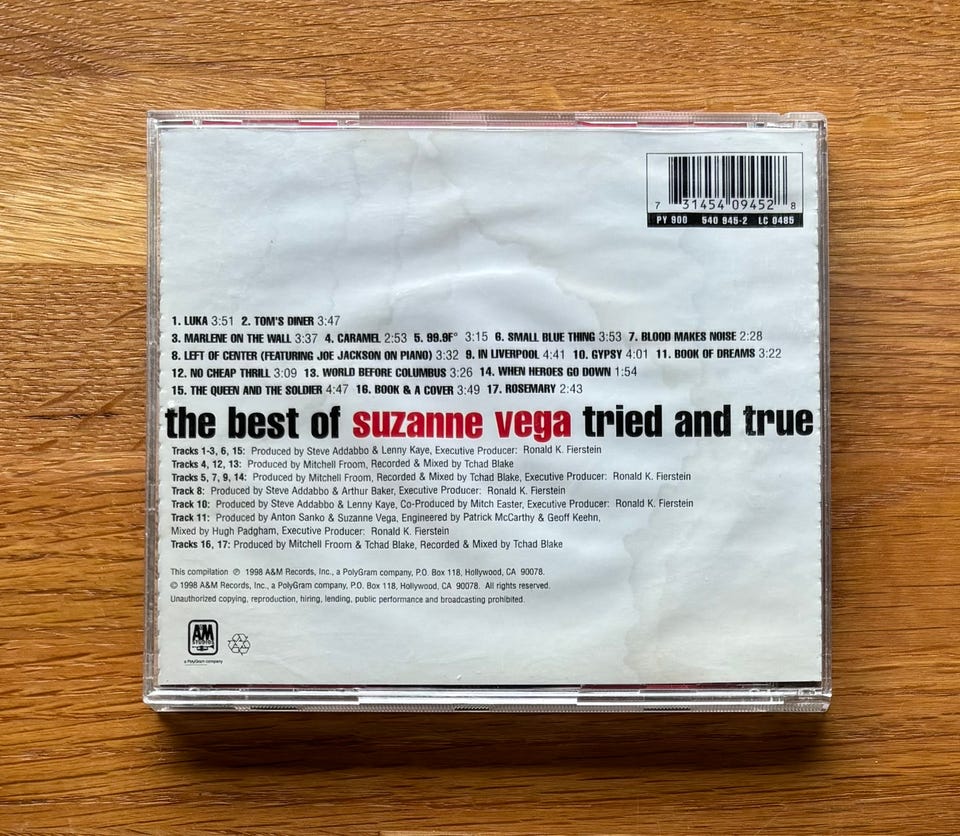 7 31454 09452 8
PY 900 540 945-2 LC 0485
1. LUKA 3:51 2. TOM'S DINER 3:47
3. MARLENE ON THE WALL 3:37 4. CARAMEL 2:53 5. 99.9F° 3:15 6. SMALL BLUE THING 3:53 7. BLOOD MAKES NOISE 2:28
8. LEFT OF CENTER (FEATURING JOE JACKSON ON PIANO) 3:32 9. IN LIVERPOOL 4:41 10. GYPSY 4:01 11. BOOK OF DREAMS 3:22
12. NO CHEAP THRILL 3:09 13. WORLD BEFORE COLUMBUS 3:26 14. WHEN HEROES GO DOWN 1:54
15. THE QUEEN AND THE SOLDIER 4:47 16. BOOK & A COVER 3:49 17. ROSEMARY 2:43
the best of suzanne vega tried and true
Tracks 1-3, 6, 15: Produced by Steve Addabbo & Lenny Kaye, Executive Producer: Ronald K. Fierstein
Tracks 4, 12, 13: Produced by Mitchell Froom, Recorded & Mixed by Tchad Blake
Tracks 5, 7, 9, 14: Produced by Mitchell Froom, Recorded & Mixed by Tchad Blake, Executive Producer: Ronald K. Fierstein
Track 8: Produced by Steve Addabbo & Arthur Baker, Executive Producer: Ronald K. Fierstein
Track 10: Produced by Steve Addabbo & Lenny Kaye, Co-Produced by Mitch Easter, Executive Producer: Ronald K. Fierstein
Track 11: Produced by Anton Sanko & Suzanne Vega, Engineered by Patrick McCarthy & Geoff Keehn,
Mixed by Hugh Padgham, Executive Producer: Ronald K. Fierstein
Tracks 16, 17: Produced by Mitchell Froom & Tchad Blake, Recorded & Mixed by Tchad Blake
This compilation ℗ 1998 A&M Records, Inc., a PolyGram company, P.O. Box 118, Hollywood, CA 90078.
© 1998 A&M Records, Inc., a PolyGram company, P.O. Box 118, Hollywood, CA 90078. All rights reserved.
Unauthorized copying, reproduction, hiring, lending, public performance and broadcasting prohibited.
A&M
a PolyGram company